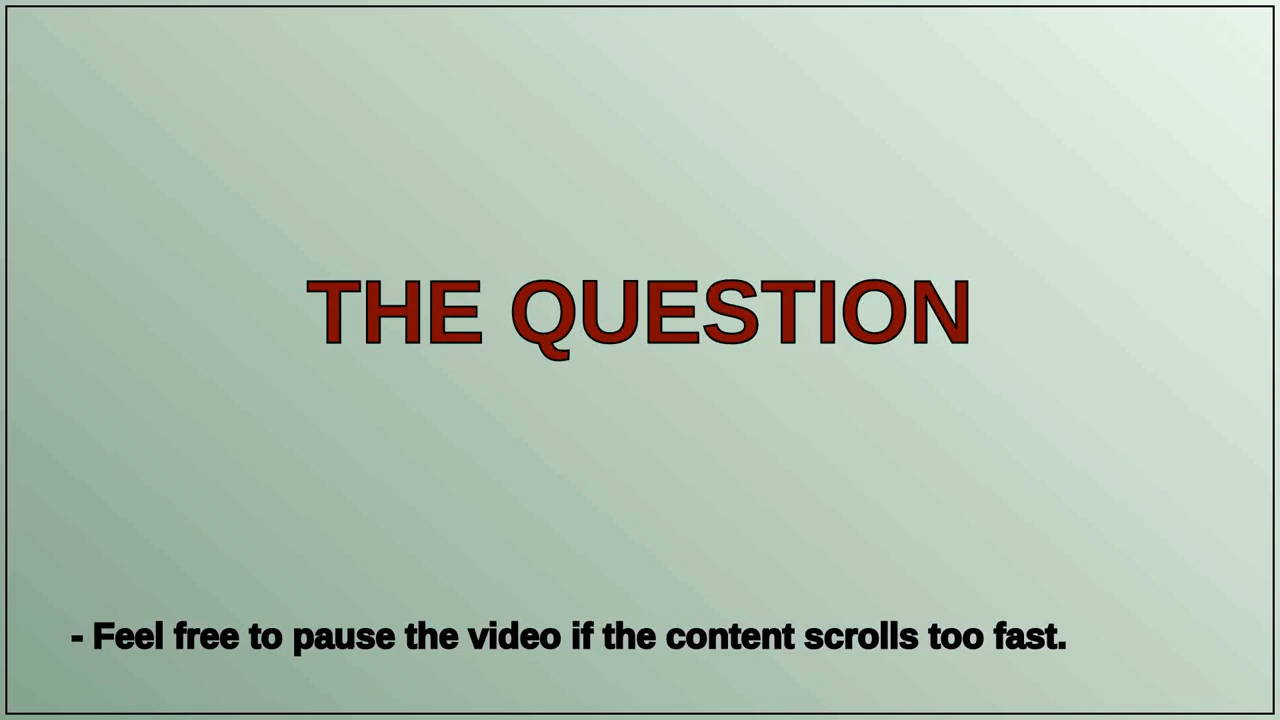 THE QUESTION
- Feel free to pause the video if the content scrolls too fast.